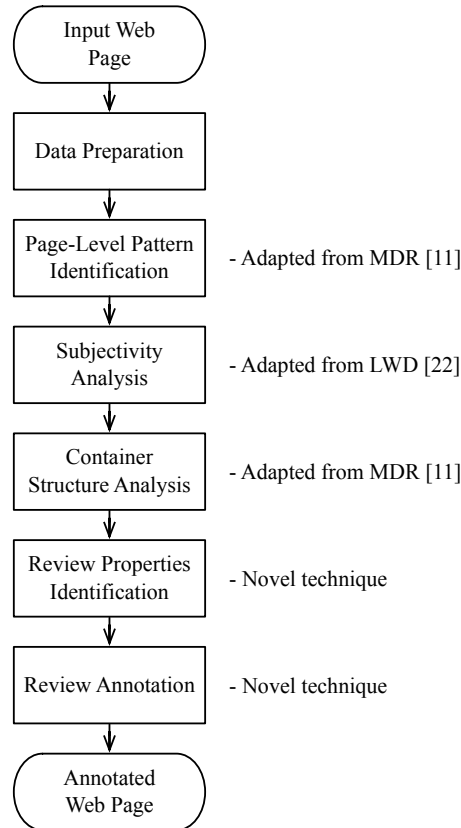 Input Web
Page
Data Preparation
Page-Level Pattern
Identification
- Adapted from MDR [11]
Subjectivity
Analysis
- Adapted from LWD [22]
Container
Structure Analysis
- Adapted from MDR [11]
Review Properties
Identification
- Novel technique
Review Annotation
- Novel technique
Annotated
Web Page